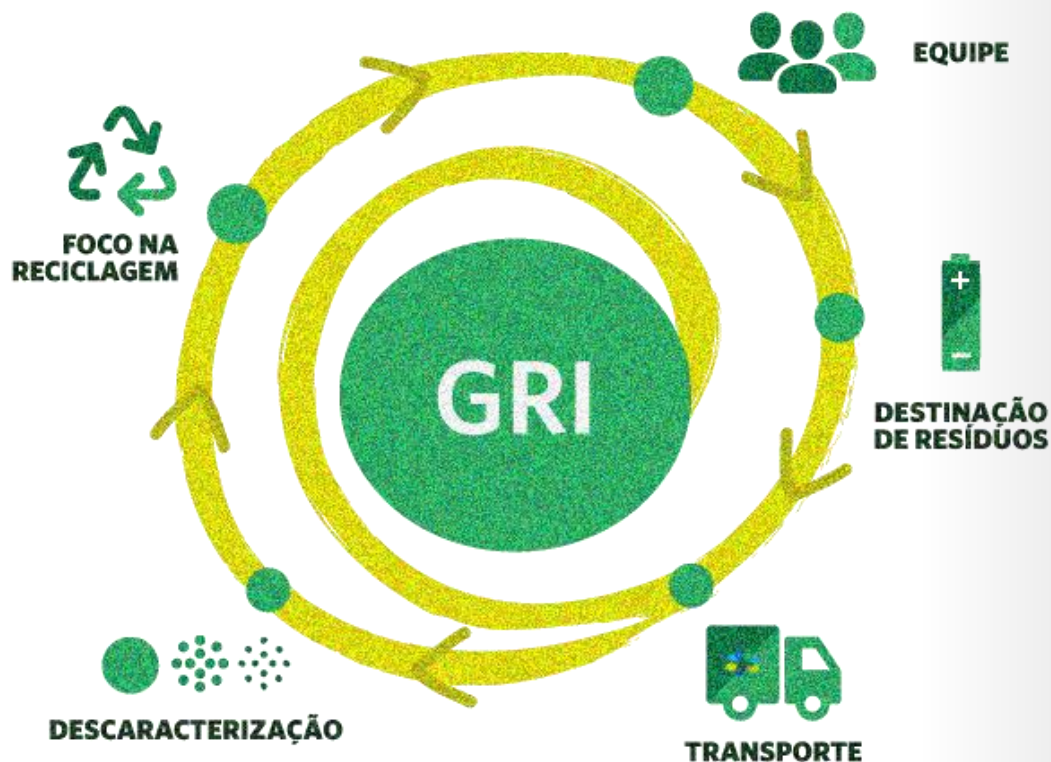 EQUIPE
FOCO NA
RECICLAGEM
GRI
DESTINAÇÃO
DE RESÍDUOS
DESCARACTERIZAÇÃO
TRANSPORTE